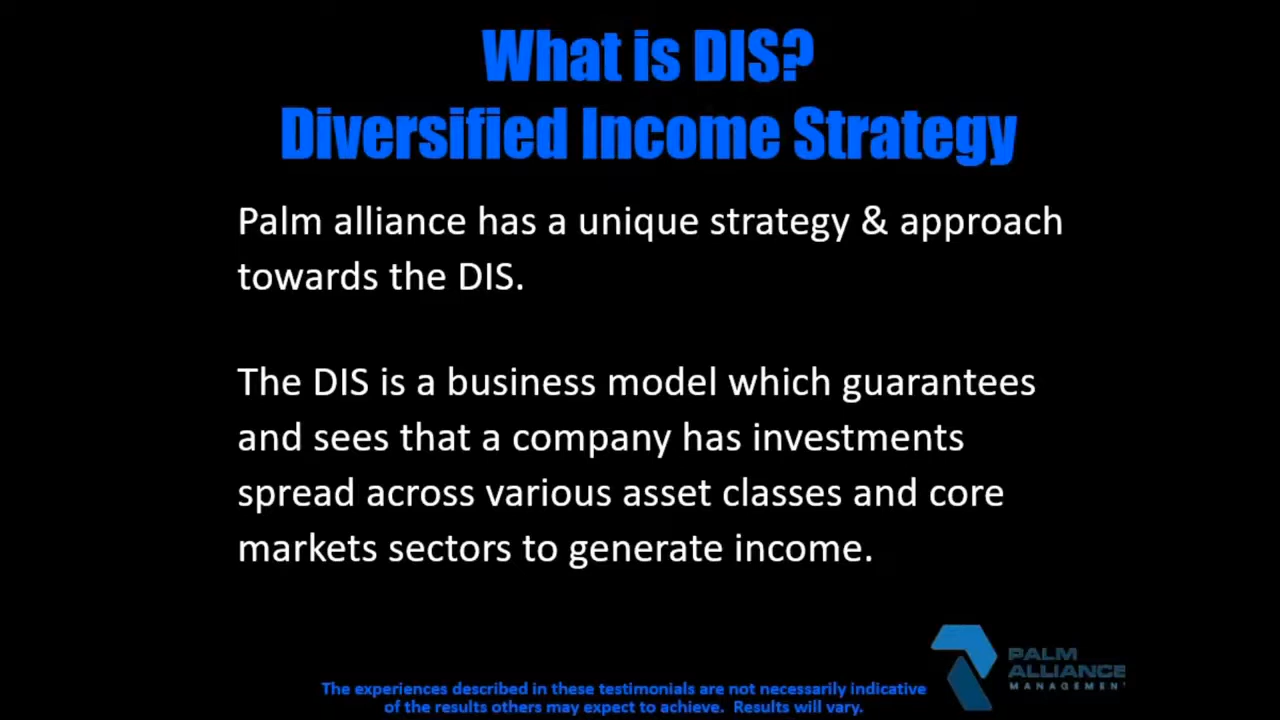 What is DIS?
Diversified Income Strategy
Palm alliance has a unique strategy & approach
towards the DIS.
The DIS is a business model which guarantees
and sees that a company has investments
spread across various asset classes and core
markets sectors to generate income.
PALM
ALLIANCE
MANAGEMENT
The experiences described in these testimonials are not necessarily indicative
of the results others may expect to achieve.  Results will vary.